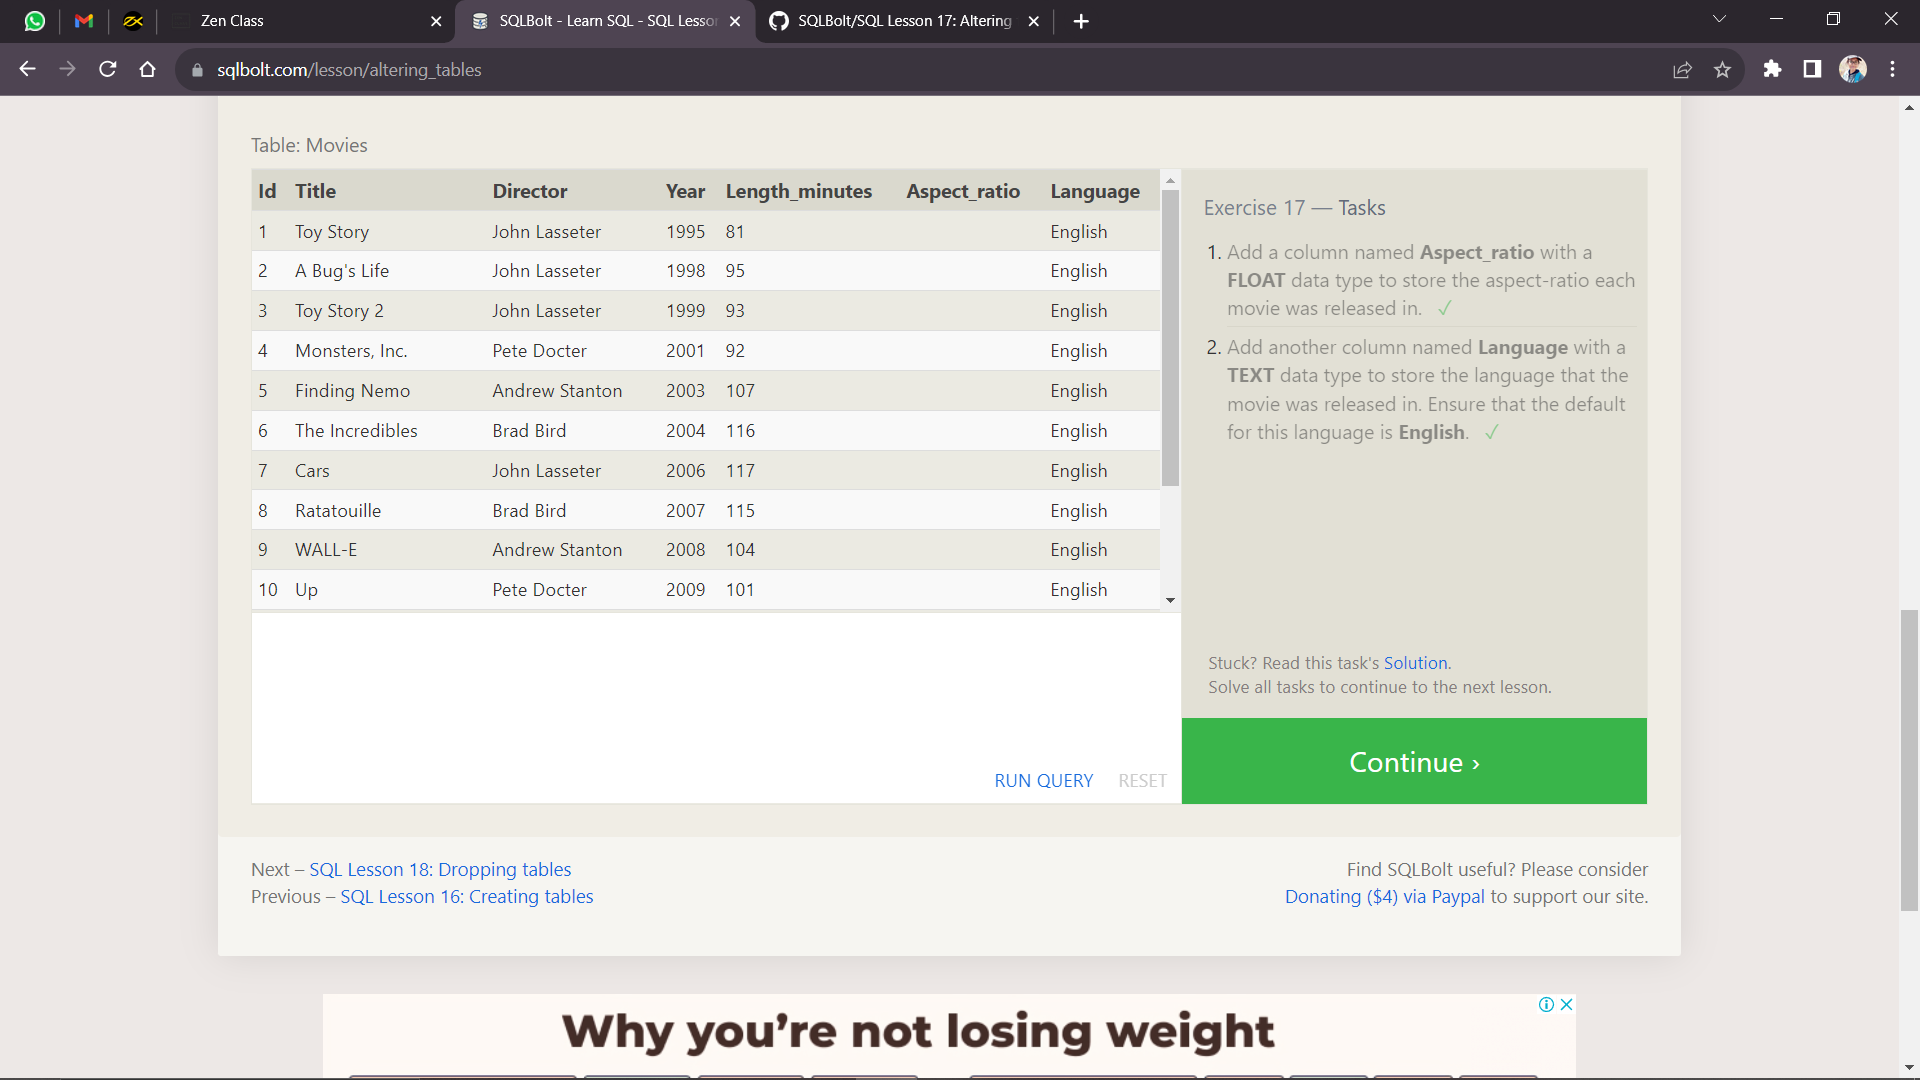 Zen Class
SQLBolt - Learn SQL - SQL Lesso
SQLBolt/SQL Lesson 17: Altering
sqlbolt.com/lesson/altering_tables
Table: Movies
Id Title Director Year Length_minutes Aspect_ratio Language
1 Toy Story John Lasseter 1995 81 English
2 A Bug's Life John Lasseter 1998 95 English
3 Toy Story 2 John Lasseter 1999 93 English
4 Monsters, Inc. Pete Docter 2001 92 English
5 Finding Nemo Andrew Stanton 2003 107 English
6 The Incredibles Brad Bird 2004 116 English
7 Cars John Lasseter 2006 117 English
8 Ratatouille Brad Bird 2007 115 English
9 WALL-E Andrew Stanton 2008 104 English
10 Up Pete Docter 2009 101 English
RUN QUERY RESET
Exercise 17 — Tasks
1. Add a column named Aspect_ratio with a
FLOAT data type to store the aspect-ratio each
movie was released in. ✓
2. Add another column named Language with a
TEXT data type to store the language that the
movie was released in. Ensure that the default
for this language is English. ✓
Stuck? Read this task's Solution.
Solve all tasks to continue to the next lesson.
Continue ›
Next – SQL Lesson 18: Dropping tables
Previous – SQL Lesson 16: Creating tables
Find SQLBolt useful? Please consider
Donating ($4) via Paypal to support our site.
Why you're not losing weight